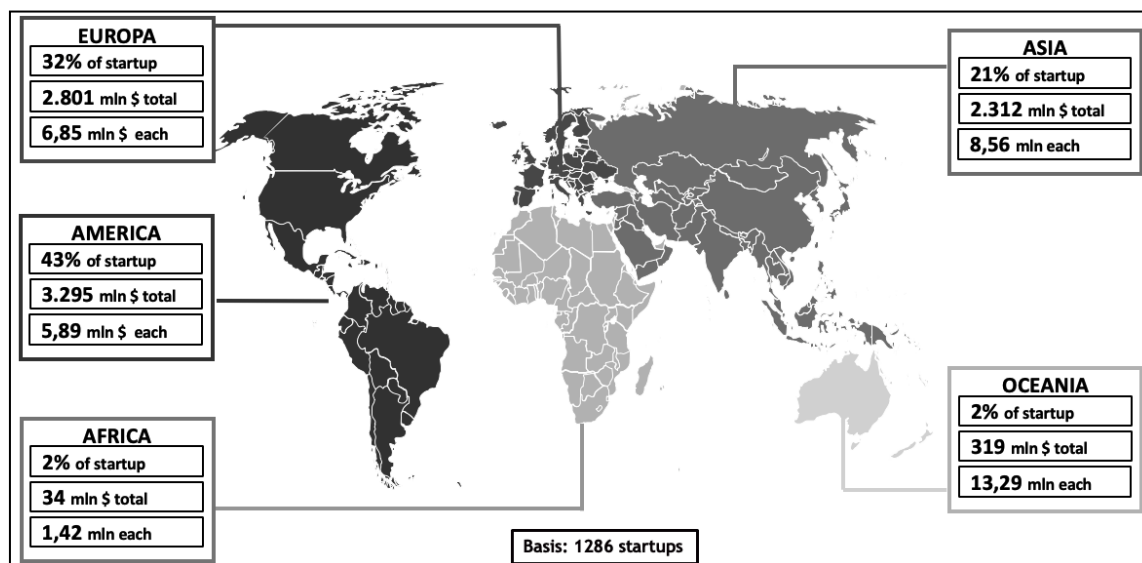 EUROPA
32% of startup
2.801 mln $ total
6,85 mln $ each
AMERICA
43% of startup
3.295 mln $ total
5,89 mln $ each
AFRICA
2% of startup
34 mln $ total
1,42 mln each
ASIA
21% of startup
2.312 mln $ total
8,56 mln each
OCEANIA
2% of startup
319 mln $ total
13,29 mln each
Basis: 1286 startups